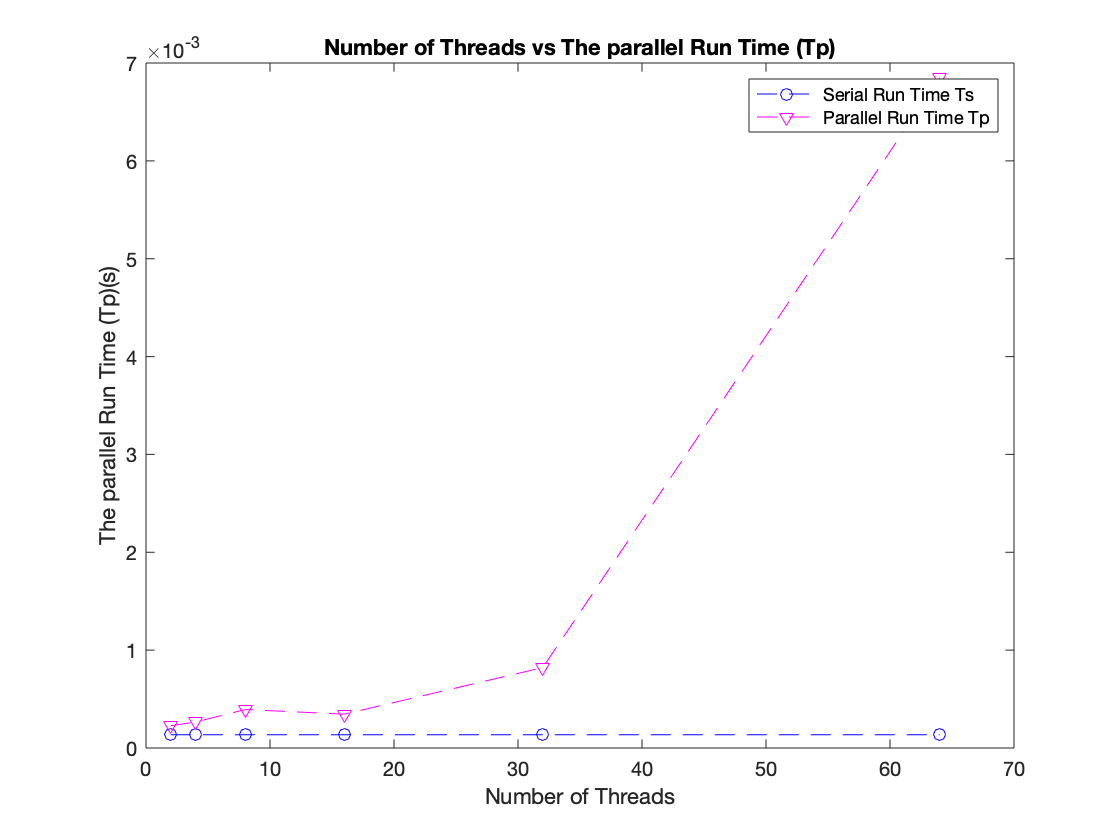 Number of Threads vs The parallel Run Time (Tp)
×10-3
7
6
5
4
3
2
1
0
The parallel Run Time (Tp)(s)
Serial Run Time Ts
Parallel Run Time Tp
0 10 20 30 40 50 60 70
Number of Threads